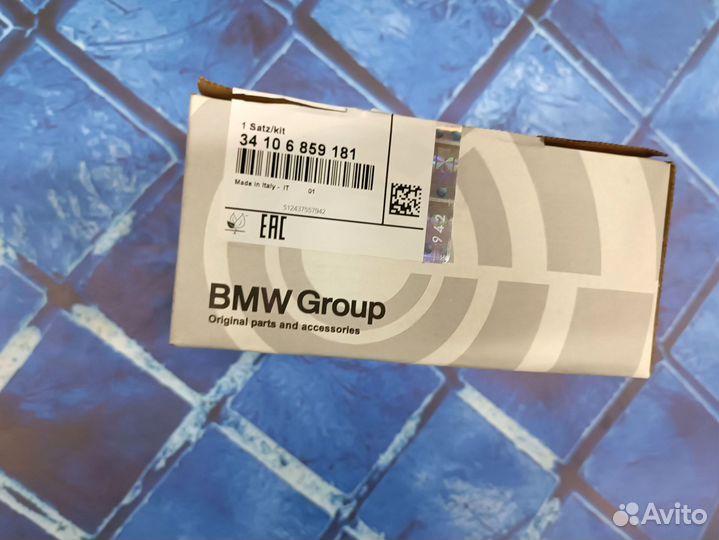 1 Satz/kit
34 10 6 859 181
Made in Italy - IT 01
512437557942
EAC
942
BMW Group
Original parts and accessories
Avito